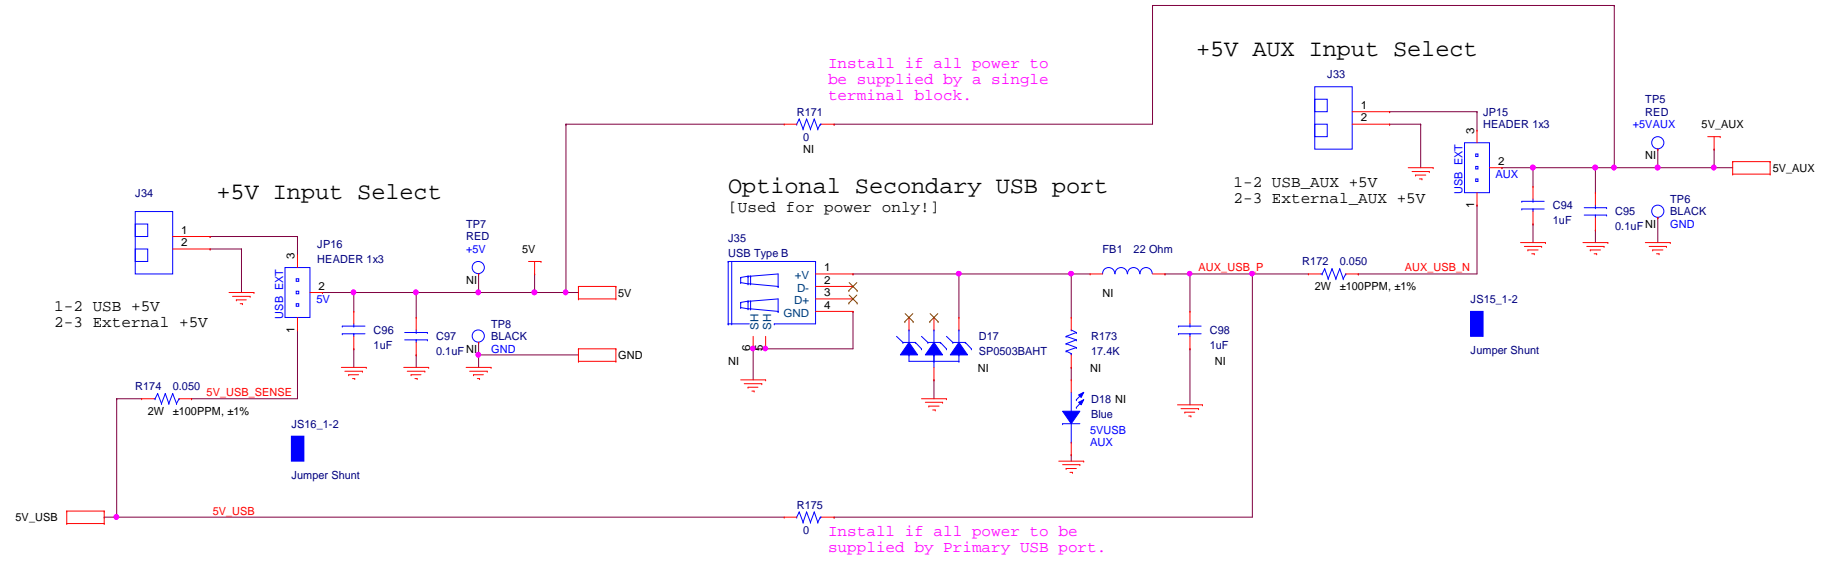 +5V AUX Input Select
Install if all power to
be supplied by a single
terminal block.
J33
1
2
R171
0
NI
JP15
HEADER 1x3
3
USB EXT
2
AUX
1
TP5
RED
+5VAUX
NI
5V_AUX
5V_AUX
1-2 USB_AUX +5V
2-3 External_AUX +5V
C94
1uF
C95
0.1uF
TP6
BLACK
GND
NI
J34
+5V Input Select
1
2
JP16
HEADER 1x3
3
USB EXT
2
5V
1
TP7
RED
+5V
NI
5V
5V
1-2 USB +5V
2-3 External +5V
C96
1uF
C97
0.1uF
TP8
BLACK
GND
NI
GND
Optional Secondary USB port
[Used for power only!]
J35
USB Type B
+V
D-
D+
GND
1
2
3
4
SH
SH
6
5
NI
FB1 22 Ohm
NI
AUX_USB_P
R172 0.050
2W ±100PPM, ±1%
AUX_USB_N
D17
SP0503BAHT
NI
R173
17.4K
NI
C98
1uF
NI
D18 NI
Blue
5VUSB
AUX
JS15_1-2
Jumper Shunt
R174 0.050
2W ±100PPM, ±1%
5V_USB_SENSE
JS16_1-2
Jumper Shunt
5V_USB
5V_USB
R175
0
Install if all power to be
supplied by Primary USB port.